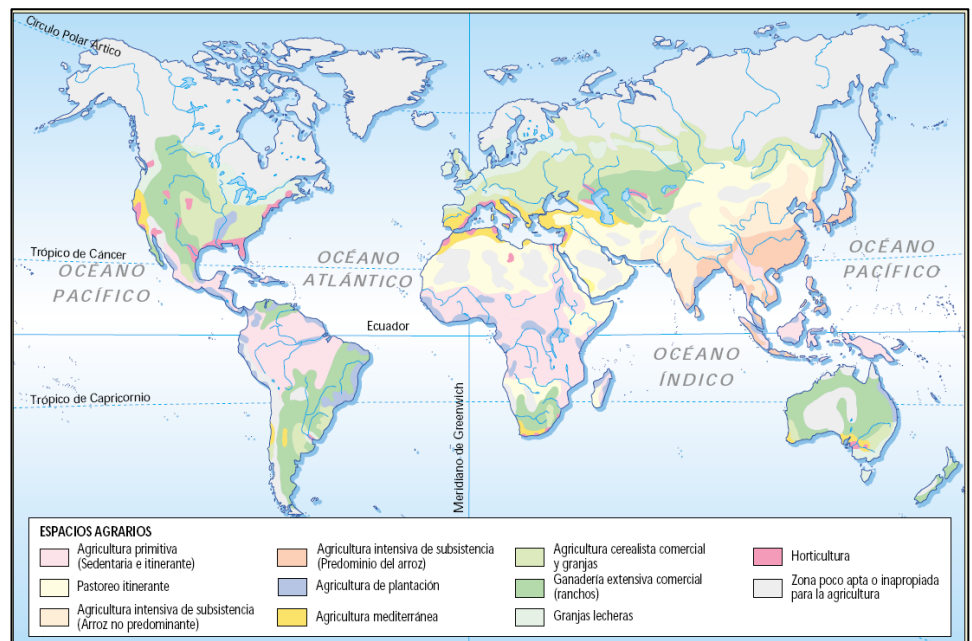 Círculo Polar Ártico
Trópico de Cáncer
OCÉANO
PACÍFICO
OCÉANO
ATLÁNTICO
OCÉANO
PACÍFICO
Ecuador
OCÉANO
ÍNDICO
Trópico de Capricornio
Meridiano de Greenwich
ESPACIOS AGRARIOS
Agricultura primitiva
(Sedentaria e itinerante)
Pastoreo itinerante
Agricultura intensiva de subsistencia
(Arroz no predominante)
Agricultura intensiva de subsistencia
(Predominio del arroz)
Agricultura de plantación
Agricultura mediterránea
Agricultura cerealista comercial
y granjas
Ganadería extensiva comercial
(ranchos)
Granjas lecheras
Horticultura
Zona poco apta o inapropiada
para la agricultura